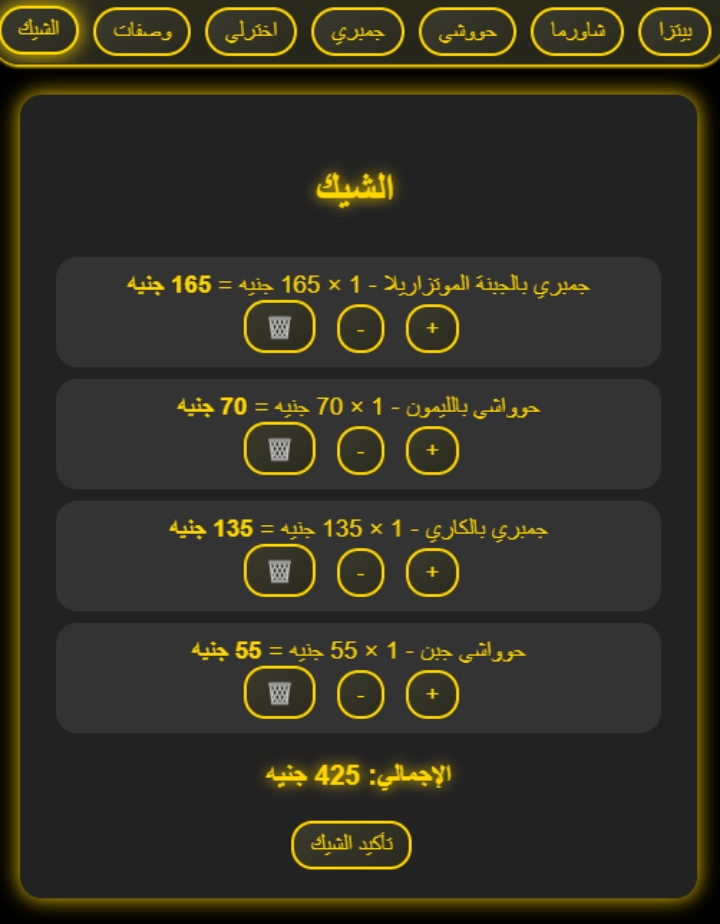 بيتزا شاورما حووشي جمبري اختر لي وصفات الشيك
الشيك
جمبري بالجبنة الموتزاريلا - 1 × 165 جنيه = 165 جنيه
+ -
حوواشي بالليمون - 1 × 70 جنيه = 70 جنيه
+ -
جمبري بالكاري - 1 × 135 جنيه = 135 جنيه
+ -
حوواشي جبن - 1 × 55 جنيه = 55 جنيه
+ -
الإجمالي: 425 جنيه
تأكيد الشيك